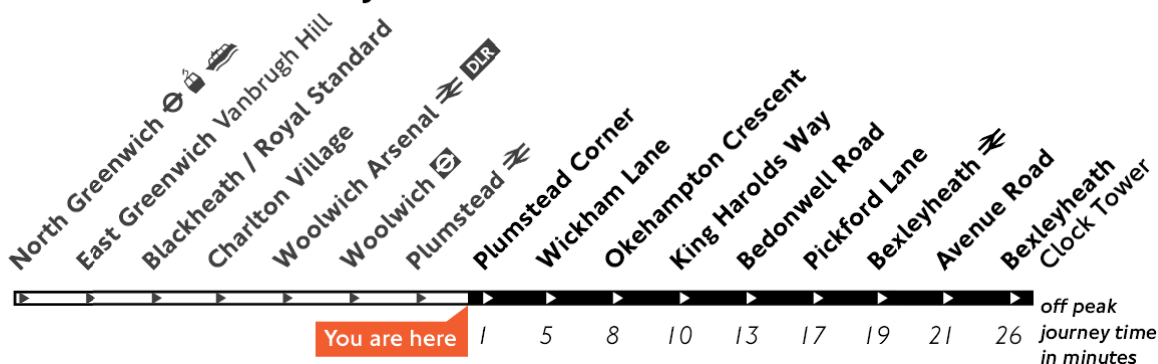 North Greenwich
East Greenwich Vanbrugh Hill
Blackheath / Royal Standard
Charlton Village
Woolwich Arsenal DLR
Woolwich
Plumstead
Plumstead Corner
Wickham Lane
Okehampton Crescent
King Harolds Way
Bedonwell Road
Pickford Lane
Bexleyheath
Avenue Road
Bexleyheath
Clock Tower
You are here
1 5 8 10 13 17 19 21 26
off peak
journey time
in minutes